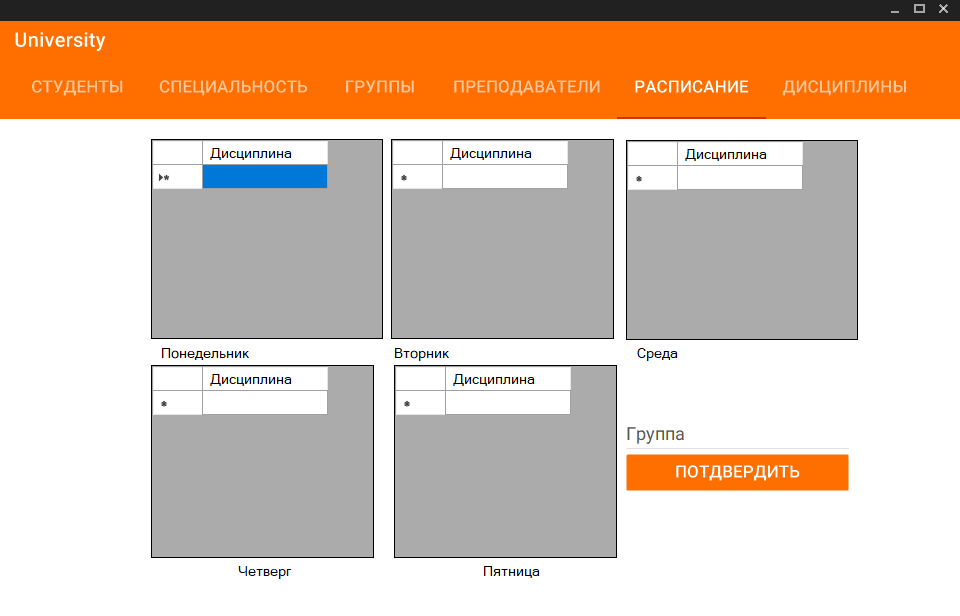 University
СТУДЕНТЫ СПЕЦИАЛЬНОСТЬ ГРУППЫ ПРЕПОДАВАТЕЛИ РАСПИСАНИЕ ДИСЦИПЛИНЫ
Дисциплина Дисциплина Дисциплина
Понедельник Вторник Среда
Дисциплина Дисциплина
Группа
ПОТДВЕРДИТЬ
Четверг Пятница